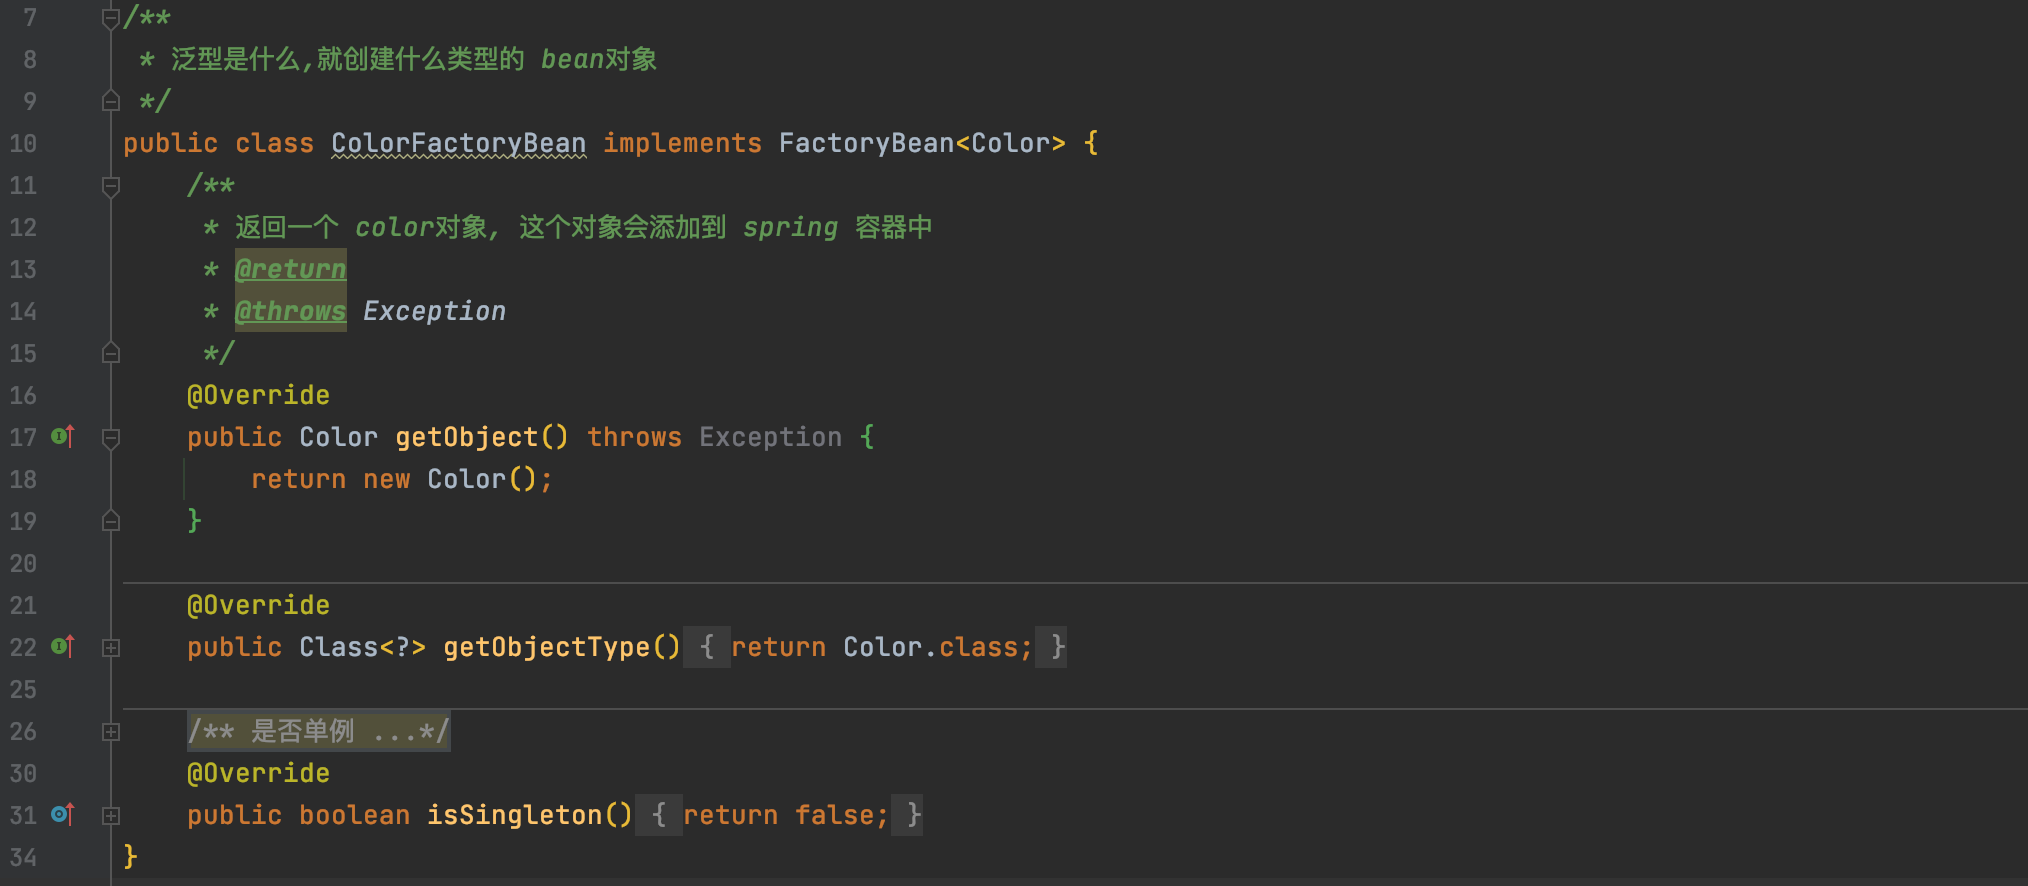 7 /**
8  * 泛型是什么,就创建什么类型的 bean对象
9  */
10 public class ColorFactoryBean implements FactoryBean<Color> {
11     /**
12      * 返回一个 color对象, 这个对象会添加到 spring 容器中
13      * @return
14      * @throws Exception
15      */
16     @Override
17     public Color getObject() throws Exception {
18         return new Color();
19     }
20
21     @Override
22     public Class<?> getObjectType() { return Color.class; }
25
26     /** 是否单例 ...*/
30     @Override
31     public boolean isSingleton() { return false; }
34 }